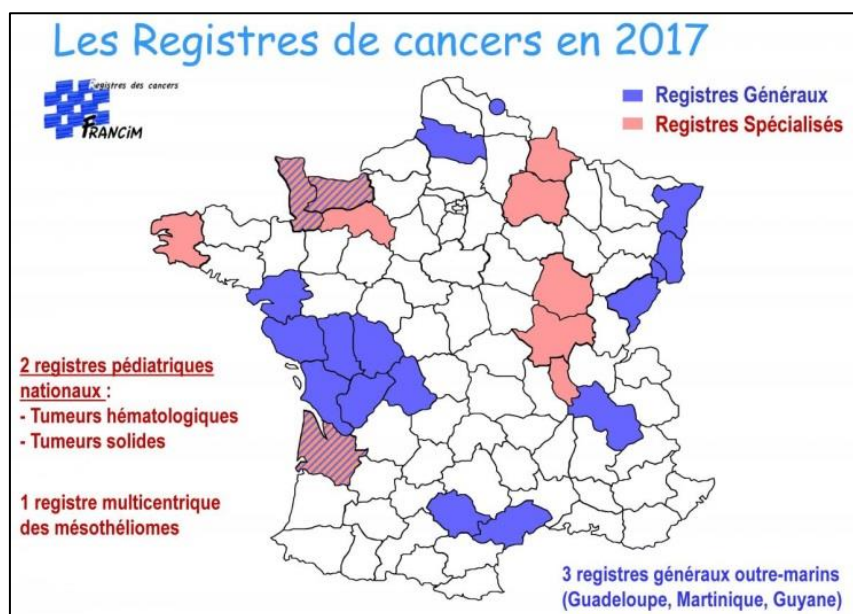 Les Registres de cancers en 2017
Registres des cancers
FRANCIM
Registres Généraux
Registres Spécialisés
2 registres pédiatriques
nationaux :
- Tumeurs hématologiques
- Tumeurs solides
1 registre multicentrique
des mésothéliomes
3 registres généraux outre-marins
(Guadeloupe, Martinique, Guyane)